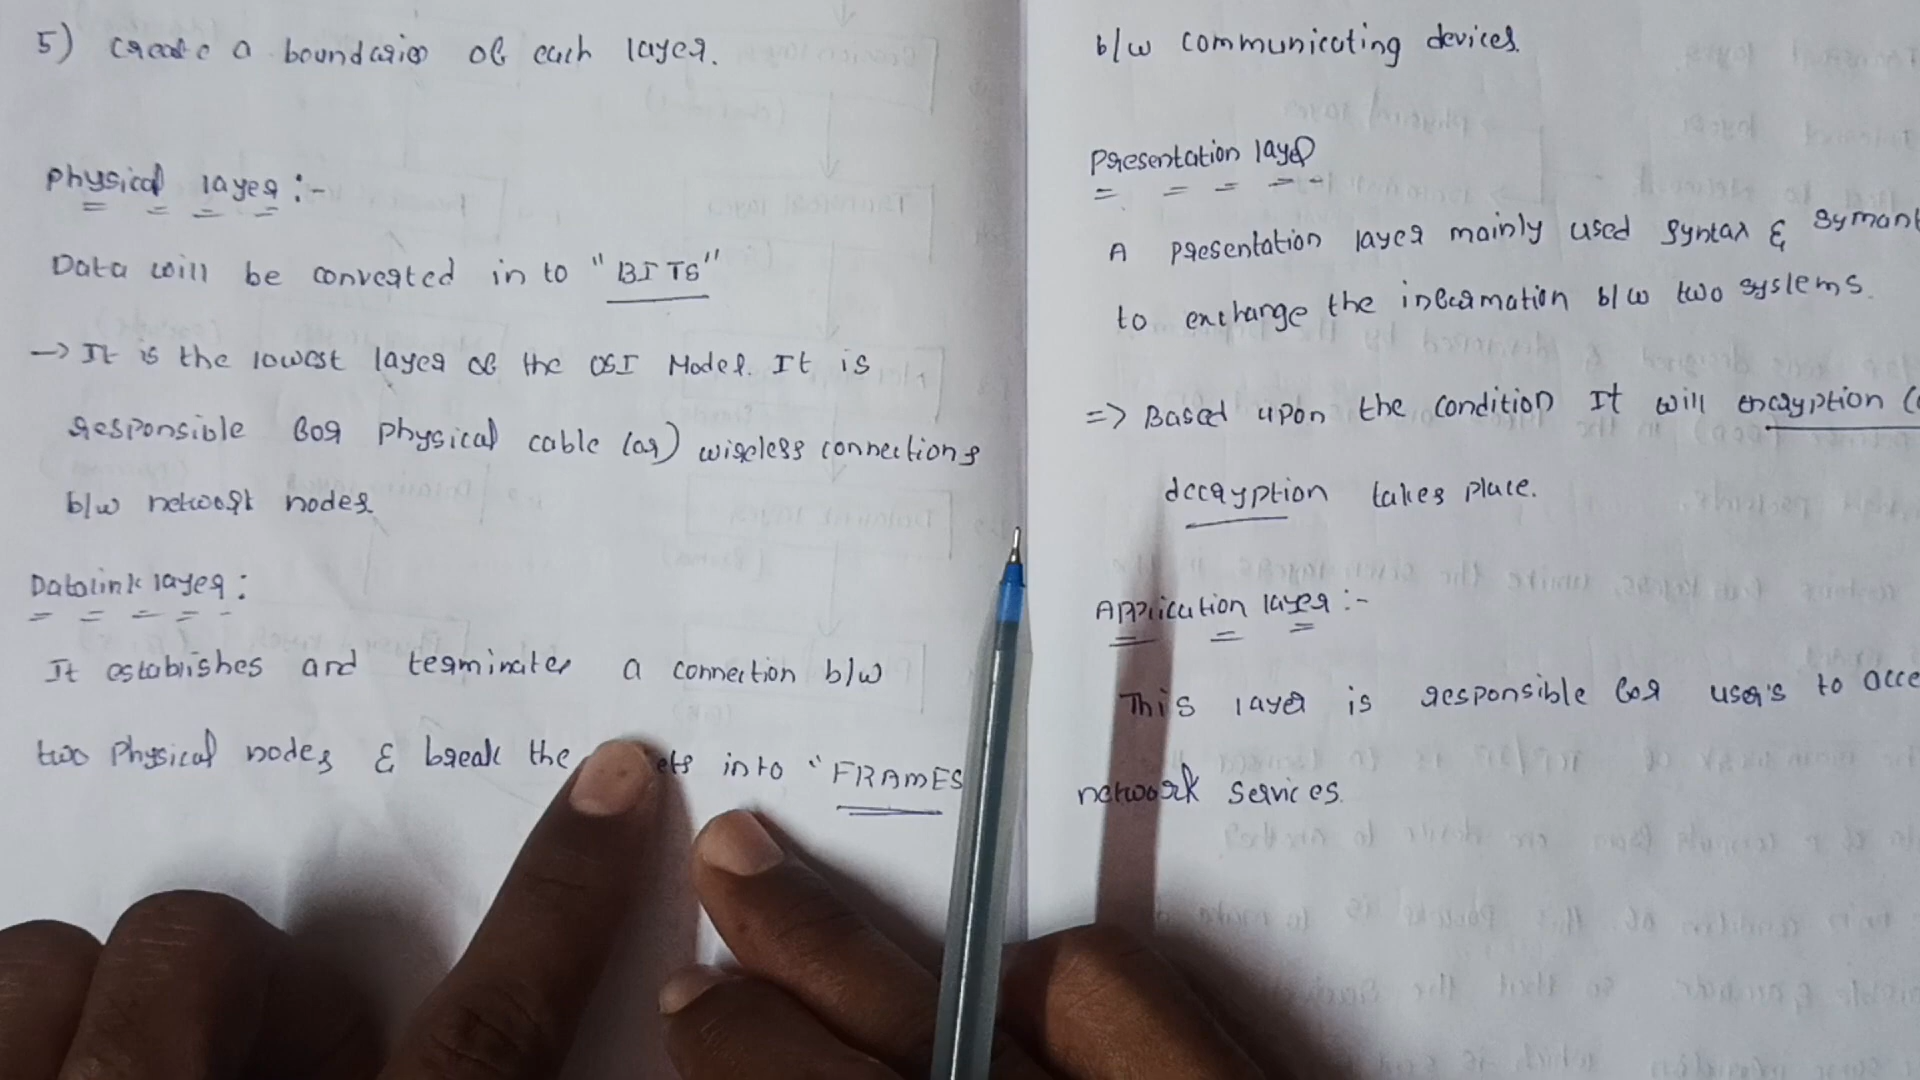 5) Create a boundaries of each layer.
Physical layer :-
Data will be converted in to "BITS"
-> It is the lowest layer of the OSI Model. It is
responsible for physical cable (or) wireless connections
b/w network nodes.
Datalink layer :
It establishes and terminates a connection b/w
two Physical nodes & break the into "FRAMES
b/w communicating devices.
Presentation layer
A presentation layer mainly used syntax &
to exchange the information b/w two systems.
=> Based upon the condition It will encryption
decryption takes place.
Application layer :-
This layer is responsible for user's to
network services.